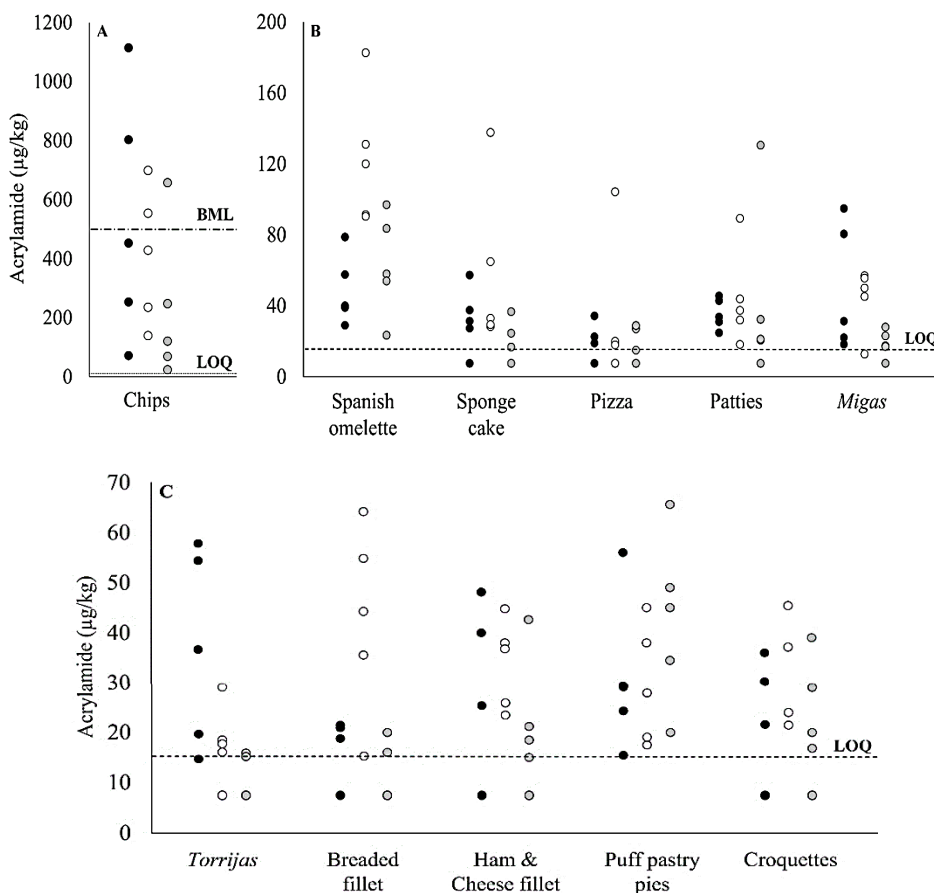 A
Acrylamide (µg/kg)
1200
1000
800
600
400
200
0
BML
LOQ
Chips
B
200
160
120
80
40
0
LOQ
Spanish
omelette
Sponge
cake
Pizza
Patties
Migas
C
Acrylamide (µg/kg)
70
60
50
40
30
20
10
0
LOQ
Torrijas
Breaded
fillet
Ham &
Cheese fillet
Puff pastry
pies
Croquettes